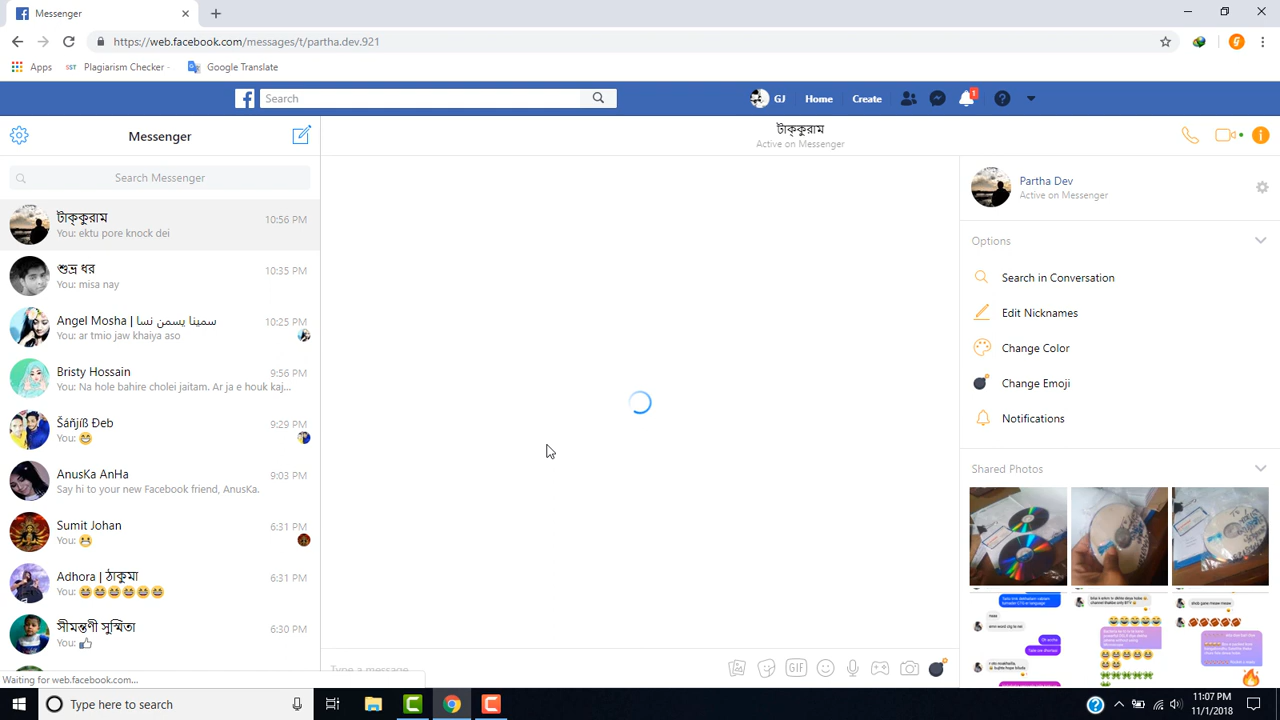 Messenger
https://web.facebook.com/messages/t/partha.dev.921
Apps
SST Plagiarism Checker -
Google Translate
Search
GJ
Home
Create
1
Messenger
Search Messenger
টাক্কুরাম
10:56 PM
You: ektu pore knock dei
শুভ্র ধর
10:35 PM
You: misa nay
Angel Mosha | سمينا يسمن نسا
10:25 PM
You: ar tmio jaw khaiya aso
Bristy Hossain
9:56 PM
You: Na hole bahire cholei jaitam. Ar ja e houk kaj...
Šáñjíß Ðeb
9:29 PM
You: 😀
AnusKa AnHa
9:03 PM
Say hi to your new Facebook friend, AnusKa.
Sumit Johan
6:31 PM
You: 😀
Adhora | ঠাকুমা
6:31 PM
You: 😂😂😂😂😂😂
6:30 PM
You: 👍
Waiting for web.facebook.com...
টাক্কুরাম
Active on Messenger
Type a message
GIF
Partha Dev
Active on Messenger
Options
Search in Conversation
Edit Nicknames
Change Color
Change Emoji
Notifications
Shared Photos
Type here to search
11:07 PM
11/1/2018